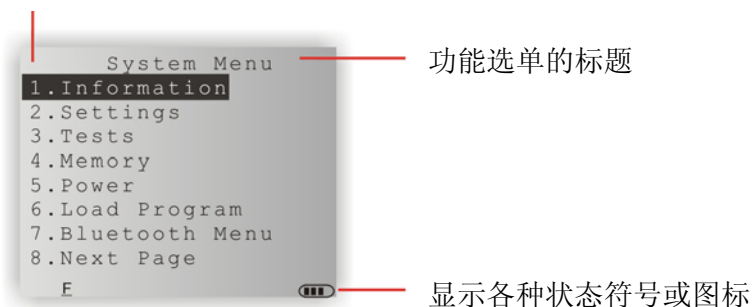 System Menu
功能选单的标题
1.Information
2.Settings
3.Tests
4.Memory
5.Power
6.Load Program
7.Bluetooth Menu
8.Next Page
F
显示各种状态符号或图标